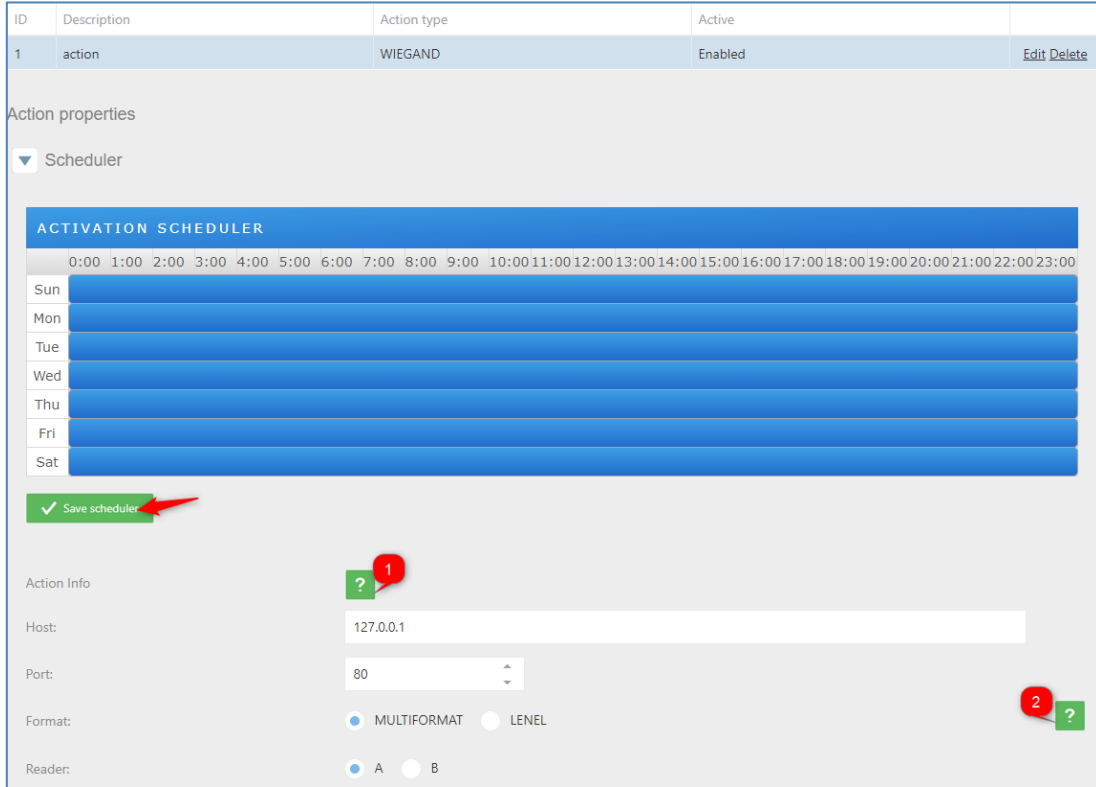 ID Description Action type Active
1 action WIEGAND Enabled Edit Delete
Action properties
Scheduler
ACTIVATION SCHEDULER
0:00 1:00 2:00 3:00 4:00 5:00 6:00 7:00 8:00 9:00 10:00 11:00 12:00 13:00 14:00 15:00 16:00 17:00 18:00 19:00 20:00 21:00 22:00 23:00
Sun
Mon
Tue
Wed
Thu
Fri
Sat
Save scheduler
Action Info ? 1
Host: 127.0.0.1
Port: 80
Format: MULTIFORMAT LENEL 2 ?
Reader: A B